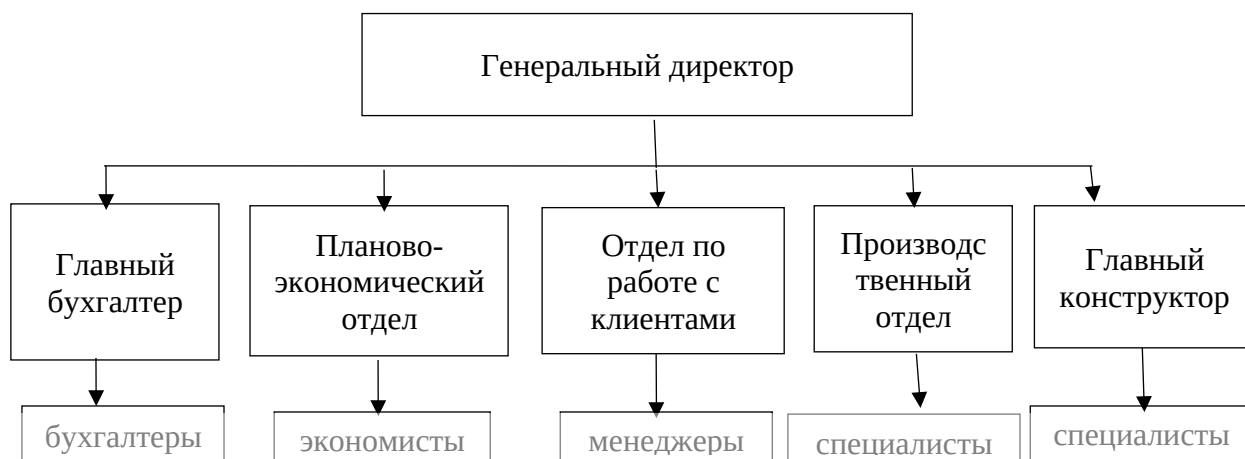 Генеральный директор
Главный
бухгалтер
Планово-
экономический
отдел
Отдел по
работе с
клиентами
Производс
твенный
отдел
Главный
конструктор
бухгалтеры
экономисты
менеджеры
специалисты
специалисты